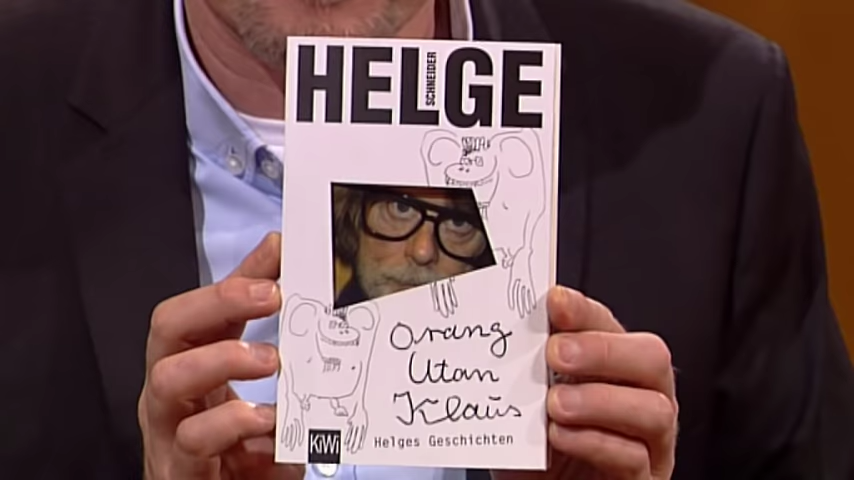 HELGE
SCHNEIDER
Orang
Utan
Klaus
Helges Geschichten
KiWi